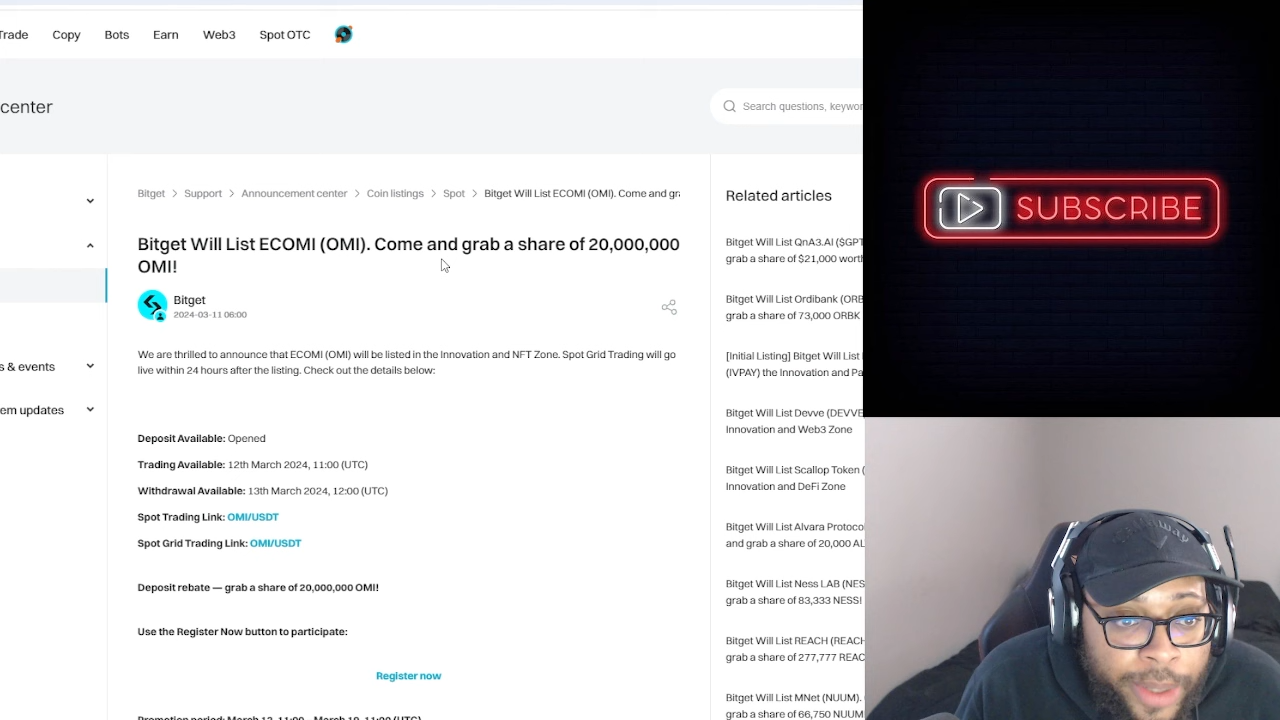 Trade Copy Bots Earn Web3 Spot OTC
center
Search questions, keywor
Bitget > Support > Announcement center > Coin listings > Spot > Bitget Will List ECOMI (OMI). Come and gr
Bitget Will List ECOMI (OMI). Come and grab a share of 20,000,000
OMI!
Bitget
2024-03-11 06:00
We are thrilled to announce that ECOMI (OMI) will be listed in the Innovation and NFT Zone. Spot Grid Trading will go
live within 24 hours after the listing. Check out the details below:
s & events
em updates
Deposit Available: Opened
Trading Available: 12th March 2024, 11:00 (UTC)
Withdrawal Available: 13th March 2024, 12:00 (UTC)
Spot Trading Link: OMI/USDT
Spot Grid Trading Link: OMI/USDT
Deposit rebate — grab a share of 20,000,000 OMI!
Use the Register Now button to participate:
Register now
Promotion period: March 12, 11:00 – March 19, 11:00 (UTC)
Related articles
Bitget Will List QnA3.AI ($GPT
grab a share of $21,000 worth
Bitget Will List Ordibank (ORB
grab a share of 73,000 ORBK
[Initial Listing] Bitget Will List
(IVPAY) the Innovation and Pa
Bitget Will List Devve (DEVVE
Innovation and Web3 Zone
Bitget Will List Scallop Token (
Innovation and DeFi Zone
Bitget Will List Alvara Protoco
and grab a share of 20,000 AL
Bitget Will List Ness LAB (NES
grab a share of 83,333 NESS!
Bitget Will List REACH (REACH
grab a share of 277,777 REAC
Bitget Will List MNet (NUUM).
grab a share of 66,750 NUUM
SUBSCRIBE